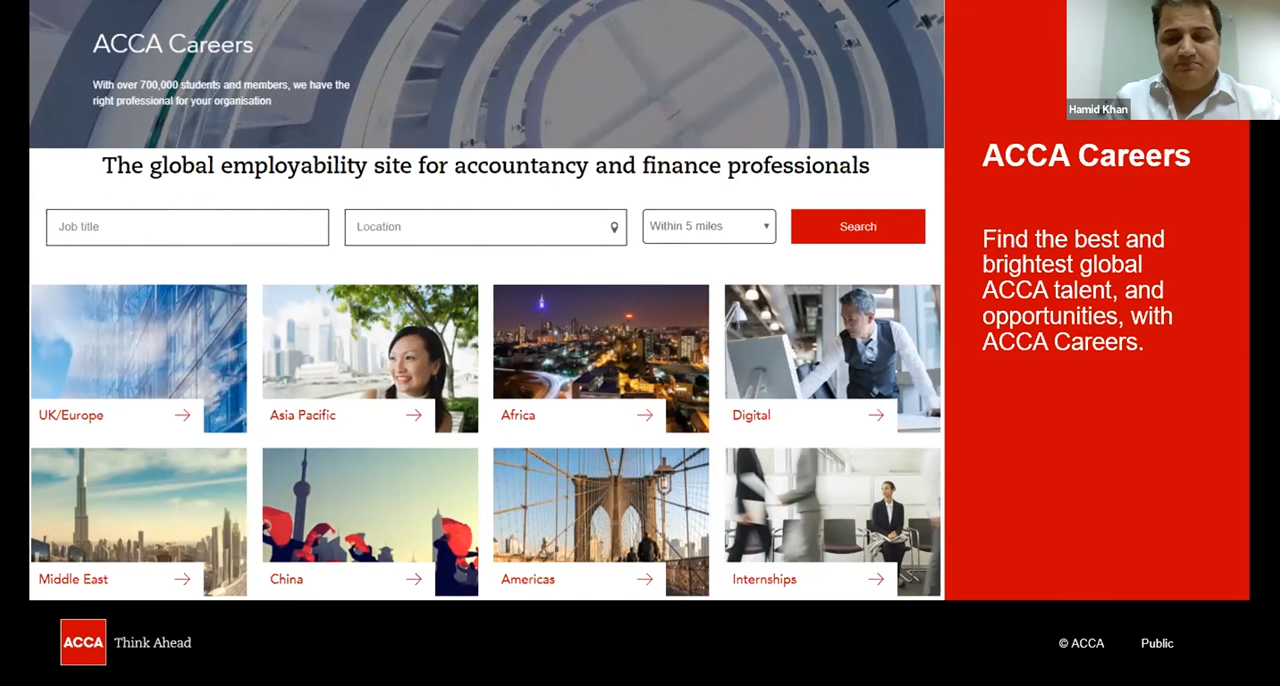 ACCA Careers
With over 700,000 students and members, we have the
right professional for your organisation
The global employability site for accountancy and finance professionals
Job title
Location
Within 5 miles
Search
UK/Europe
Asia Pacific
Africa
Digital
Middle East
China
Americas
Internships
Hamid Khan
ACCA Careers
Find the best and
brightest global
ACCA talent, and
opportunities, with
ACCA Careers.
ACCA Think Ahead
© ACCA
Public